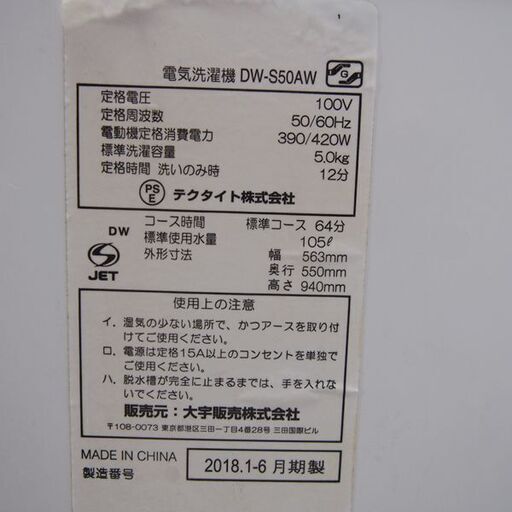 1
電気洗濯機 DW-S50AW
G
定格電圧 100V
定格周波数 50/60Hz
電動機定格消費電力 390/420W
標準洗濯容量 5.0kg
定格時間 洗いのみ時 12分
PS E テクタイト株式会社
DW コース時間 標準コース 64分
標準使用水量 105ℓ
外形寸法 幅 563mm
奥行 550mm
高さ 940mm
S JET
使用上の注意
イ．湿気の少ない場所で、かつアースを取り付
けてご使用ください。
ロ．電源は定格15A以上のコンセントを単独で
ご使用ください。
ハ．脱水槽が完全に止まるまでは、手を入れな
いでください。
販売元：大宇販売株式会社
〒108-0073 東京都港区三田一丁目4番28号 三田国際ビル
MADE IN CHINA
製造番号
2018.1-6月期製